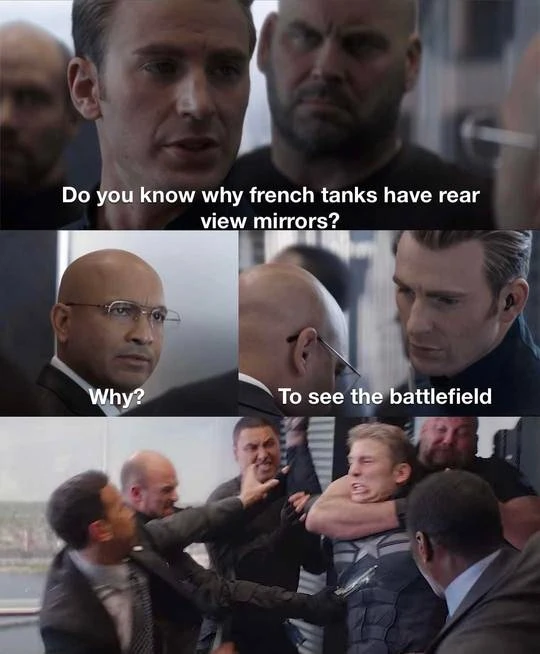 Do you know why french tanks have rear
view mirrors?
Why?
To see the battlefield